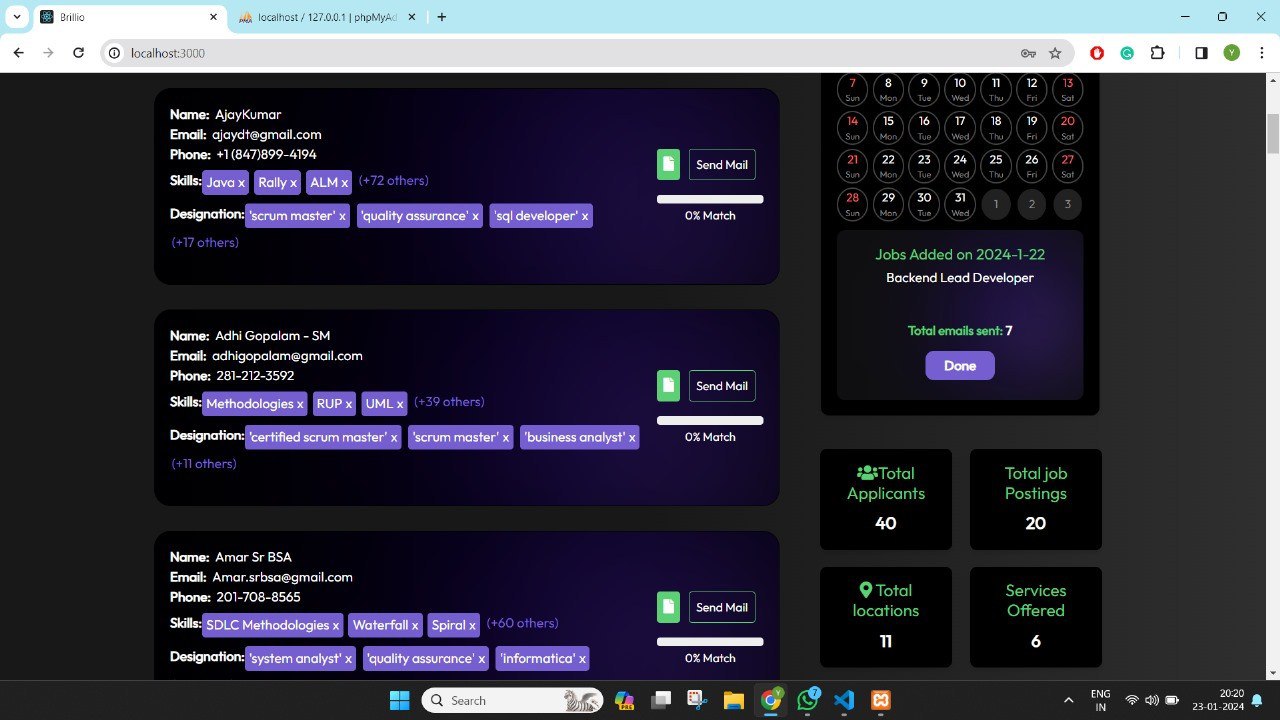 Brillio
localhost / 127.0.0.1 | phpMyAd
localhost:3000
Y
Name: AjayKumar
Email: ajaydt@gmail.com
Phone: +1 (847)899-4194
Skills: Java x Rally x ALM x (+72 others)
Designation: 'scrum master' x 'quality assurance' x 'sql developer' x
(+17 others)
Send Mail
0% Match
Name: Adhi Gopalam - SM
Email: adhigopalam@gmail.com
Phone: 281-212-3592
Skills: Methodologies x RUP x UML x (+39 others)
Designation: 'certified scrum master' x 'scrum master' x 'business analyst' x
(+11 others)
Send Mail
0% Match
Name: Amar Sr BSA
Email: Amar.srbsa@gmail.com
Phone: 201-708-8565
Skills: SDLC Methodologies x Waterfall x Spiral x (+60 others)
Designation: 'system analyst' x 'quality assurance' x 'informatica' x
Send Mail
0% Match
7 8 9 10 11 12 13
Sun Mon Tue Wed Thu Fri Sat
14 15 16 17 18 19 20
Sun Mon Tue Wed Thu Fri Sat
21 22 23 24 25 26 27
Sun Mon Tue Wed Thu Fri Sat
28 29 30 31 1 2 3
Sun Mon Tue Wed
Jobs Added on 2024-1-22
Backend Lead Developer
Total emails sent: 7
Done
Total
Applicants
40
Total job
Postings
20
Total
locations
11
Services
Offered
6
Search
Y
7
ENG
IN
20:20
23-01-2024